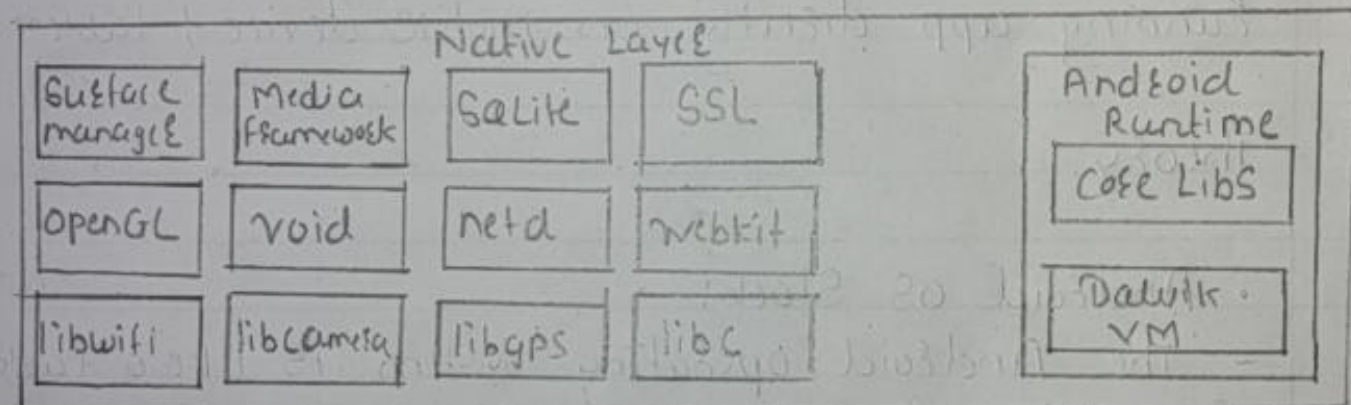 Native Layer
Surface
manager
Media
Framework
SQLite
SSL
OpenGL
void
netd
Webkit
libwifi
libcamera
libgps
libc
Android
Runtime
Core Libs
Dalvik
VM